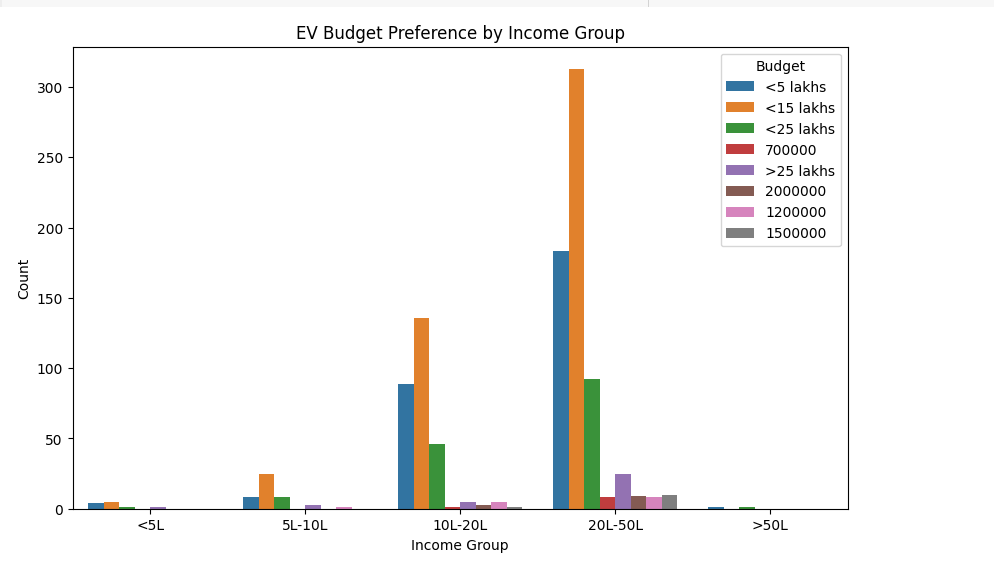 EV Budget Preference by Income Group
Budget
<5 lakhs
<15 lakhs
<25 lakhs
700000
>25 lakhs
2000000
1200000
1500000
300
250
200
150
100
50
0
Count
<5L
5L-10L
10L-20L
20L-50L
>50L
Income Group